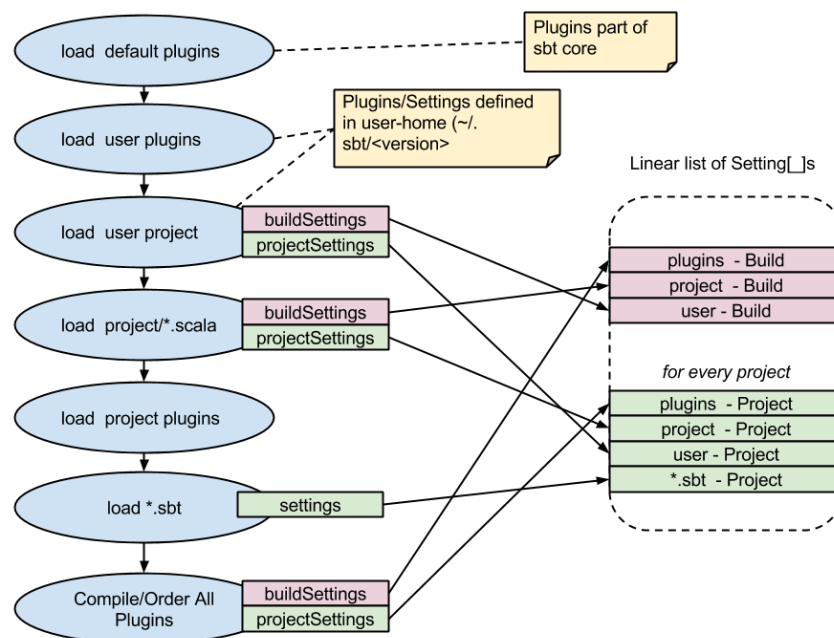 load default plugins
Plugins part of
sbt core
load user plugins
Plugins/Settings defined
in user-home (~/.
sbt/<version>
Linear list of Setting[_]s
load user project
buildSettings
projectSettings
plugins - Build
project - Build
user - Build
load project/*.scala
buildSettings
projectSettings
for every project
load project plugins
plugins - Project
project - Project
user - Project
*.sbt - Project
load *.sbt
settings
Compile/Order All
Plugins
buildSettings
projectSettings